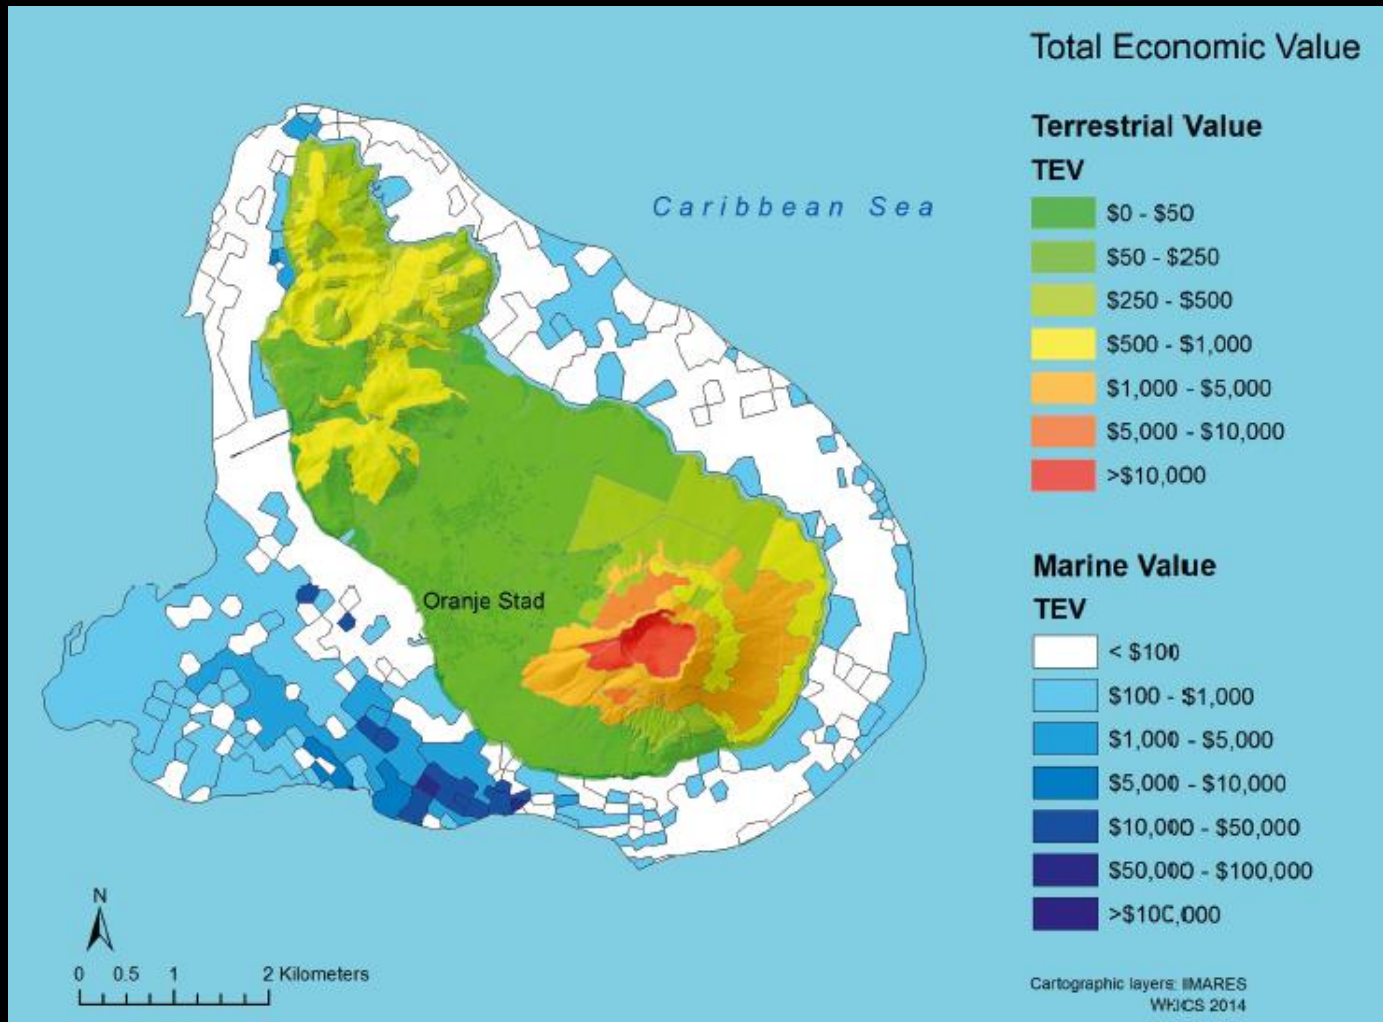 Total Economic Value
Terrestrial Value
TEV
$0 - $50
$50 - $250
$250 - $500
$500 - $1,000
$1,000 - $5,000
$5,000 - $10,000
>$10,000
Marine Value
TEV
< $100
$100 - $1,000
$1,000 - $5,000
$5,000 - $10,000
$10,000 - $50,000
$50,000 - $100,000
>$100,000
Caribbean Sea
Oranje Stad
N
0 0.5 1 2 Kilometers
Cartographic layers: IMARES
2014